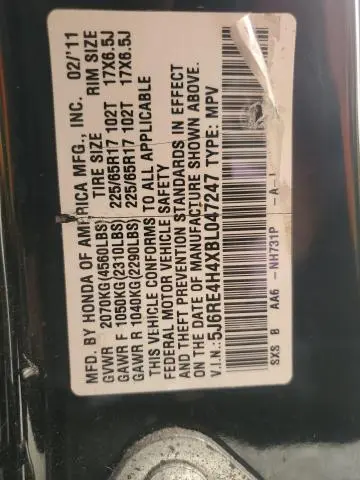 MFD. BY HONDA OF AMERICA MFG., INC. 02/'11
TIRE SIZE RIM SIZE
GVWR 2070KG(4560LBS)
GAWR F 1050KG(2310LBS) 225/65R17 102T 17X6.5J
GAWR R 1040KG(2290LBS) 225/65R17 102T 17X6.5J
THIS VEHICLE CONFORMS TO ALL APPLICABLE
FEDERAL MOTOR VEHICLE SAFETY
AND THEFT PREVENTION STANDARDS IN EFFECT
ON THE DATE OF MANUFACTURE SHOWN ABOVE.
V.I.N.: 5J6RE4H4XBL047247 TYPE: MPV
SXS B AA6 -NH731P -A-